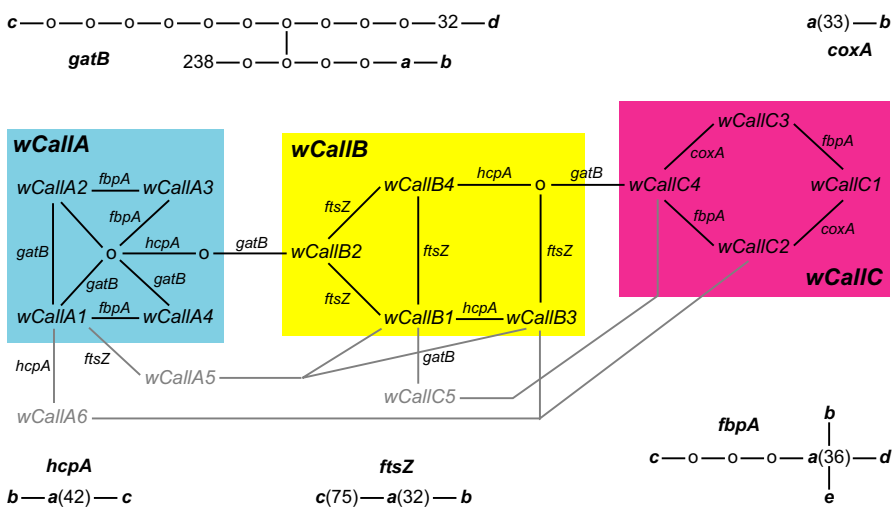 c o o o o o o o o o 32 d
a(33) b
gatB
238 o o o o a b
coxA
wCallA
wCallB
wCallC3
wCallC
coxA
fbpA
wCallA2 fbpA wCallA3
wCallB4 hcpA o gatB wCallC4
wCallC1
ftsZ
fbpA
fbpA
coxA
gatB o hcpA o gatB wCallB2
ftsZ
ftsZ
wCallC2
gatB gatB
ftsZ
wCallA1 fbpA wCallA4
wCallB1 hcpA wCallB3
hcpA ftsZ
gatB
wCallA5
wCallC5
wCallA6
b
fbpA
c o o o a(36) d
e
hcpA
ftsZ
b a(42) c
c(75) a(32) b